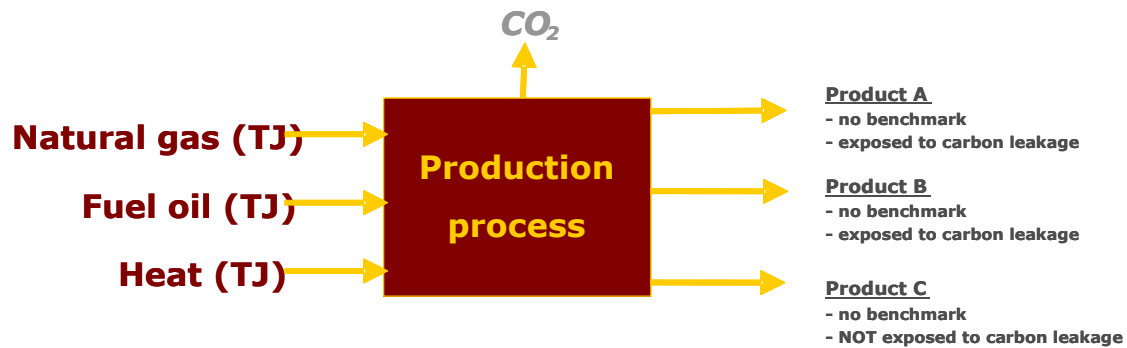 CO2
Natural gas (TJ)
Fuel oil (TJ)
Heat (TJ)
Production
process
Product A
- no benchmark
- exposed to carbon leakage
Product B
- no benchmark
- exposed to carbon leakage
Product C
- no benchmark
- NOT exposed to carbon leakage